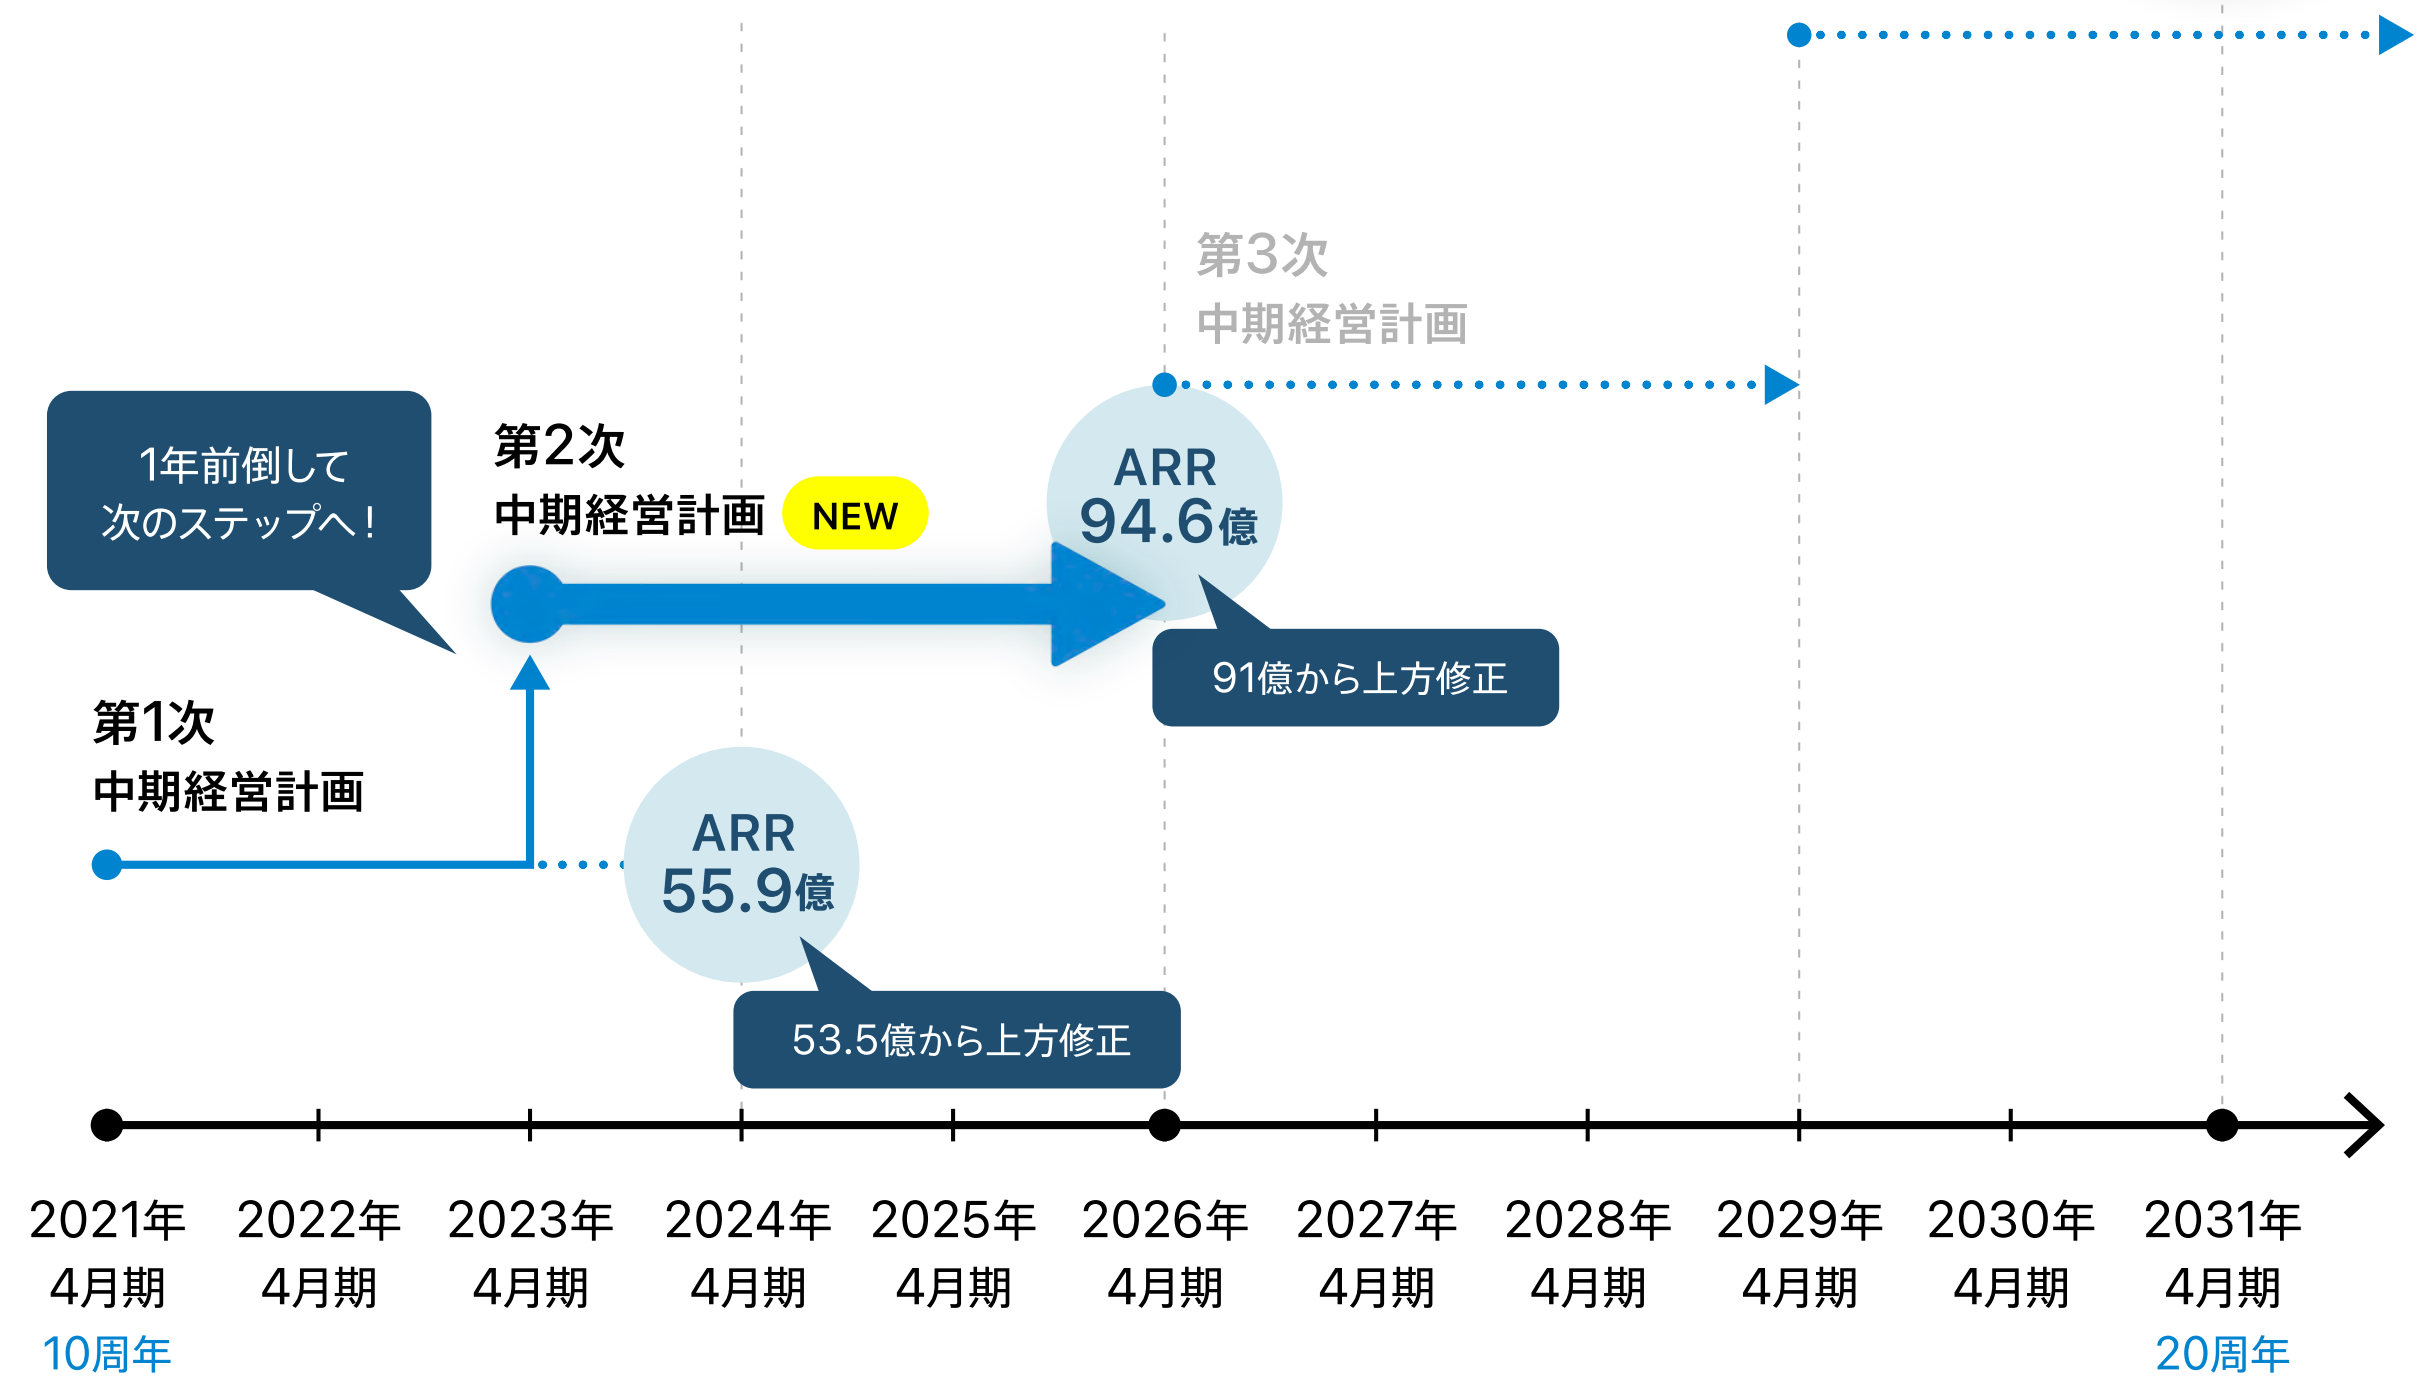 第3次
中期経営計画
1年前倒して
次のステップへ！
第2次
中期経営計画
NEW
ARR
94.6億
91億から上方修正
第1次
中期経営計画
ARR
55.9億
53.5億から上方修正
2021年 2022年 2023年 2024年 2025年 2026年 2027年 2028年 2029年 2030年 2031年
4月期 4月期 4月期 4月期 4月期 4月期 4月期 4月期 4月期 4月期 4月期
10周年 20周年